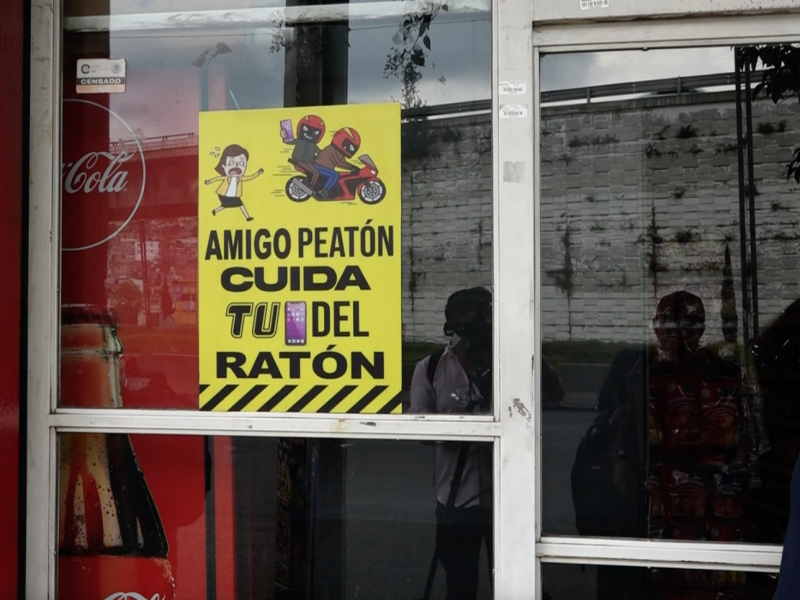 CENSADO
Coca-Cola
AMIGO PEATÓN
CUIDA
TU DEL
RATÓN